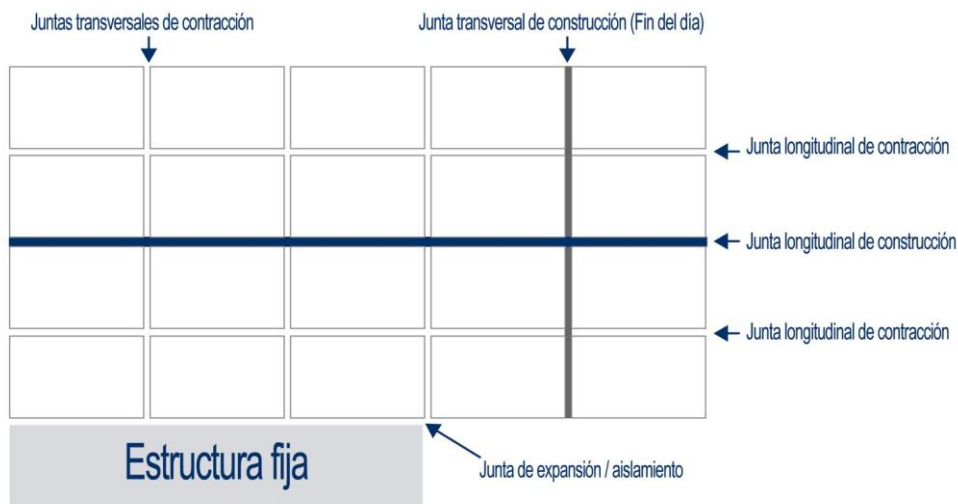 Juntas transversales de contracción
Junta transversal de construcción (Fin del día)
Junta longitudinal de contracción
Junta longitudinal de construcción
Junta longitudinal de contracción
Estructura fija
Junta de expansión / aislamiento